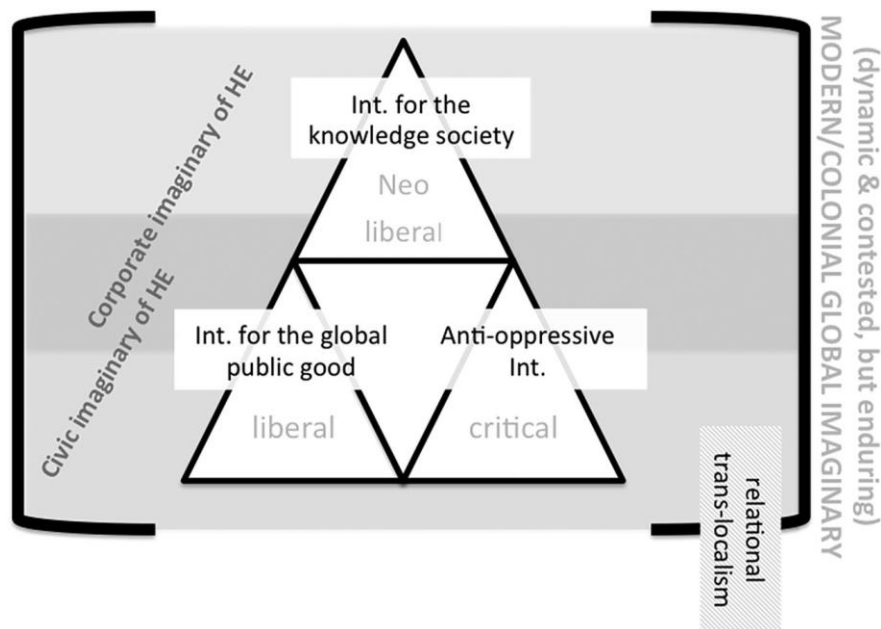 Corporate imaginary of HE
Civic imaginary of HE
Int. for the
knowledge society
Neo
liberal
Int. for the global
public good
liberal
Anti-oppressive
Int.
critical
(dynamic & contested, but enduring)
MODERN/COLONIAL GLOBAL IMAGINARY
relational
trans-localism